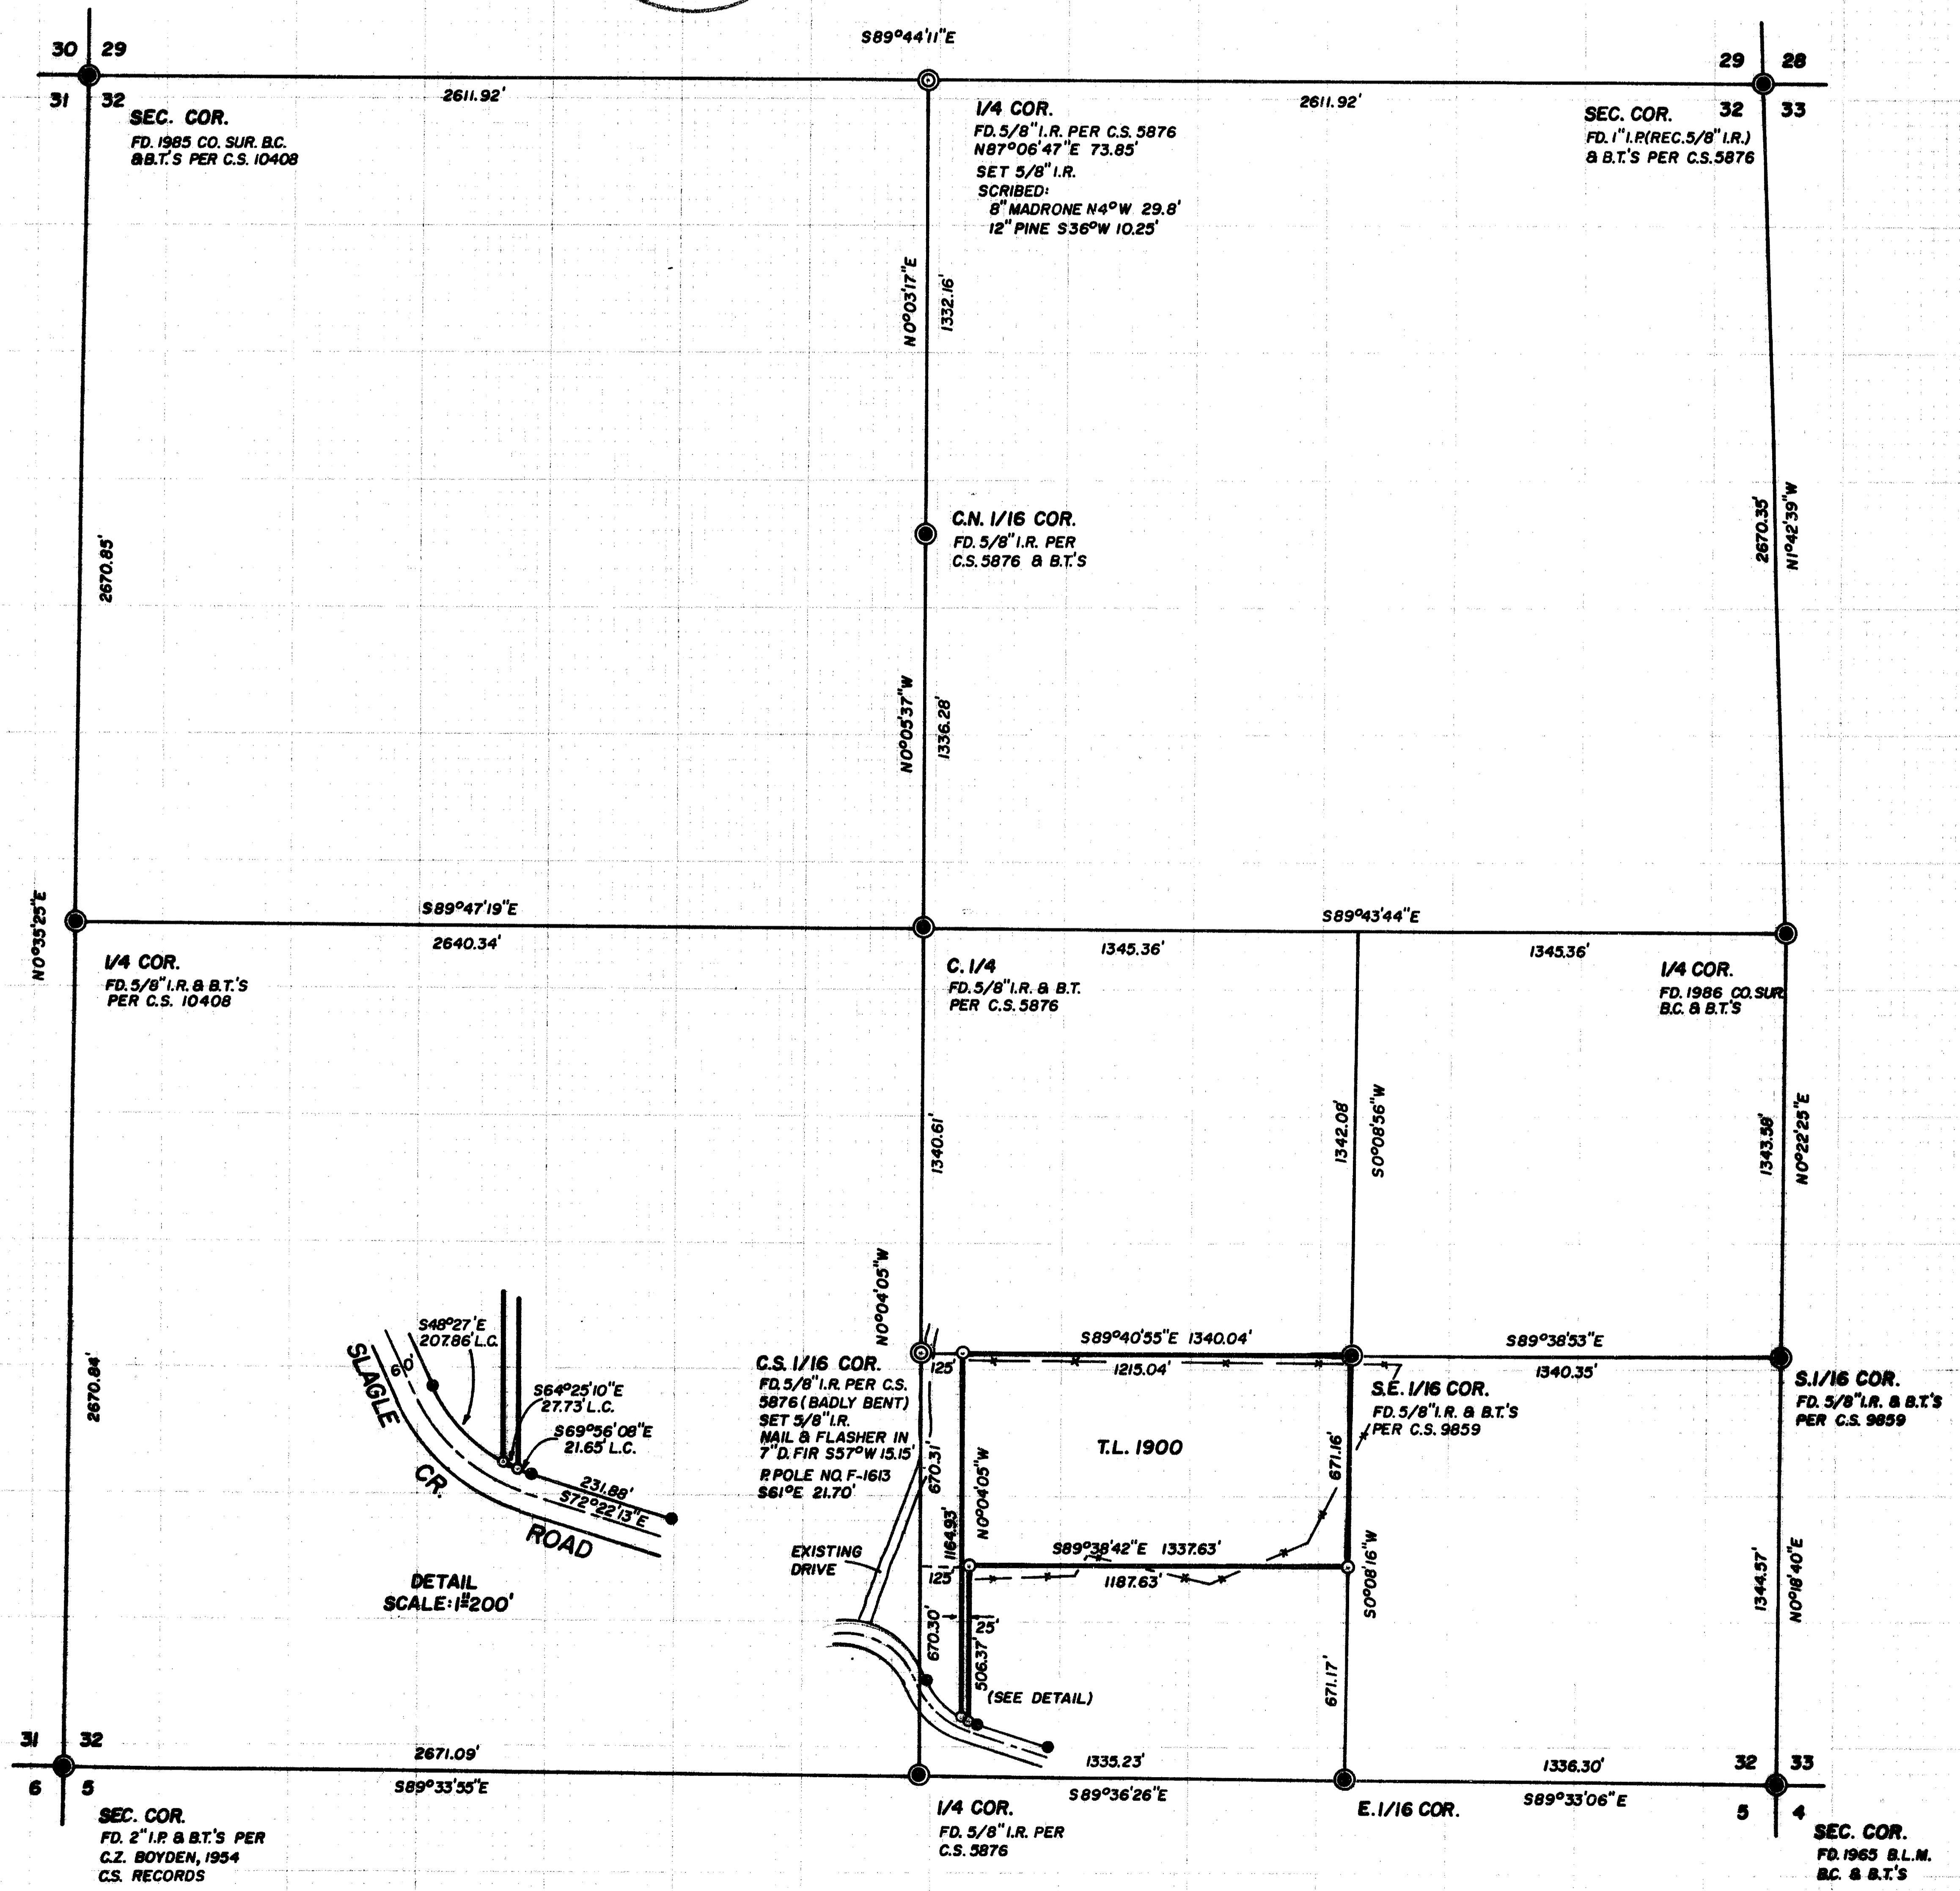 S89°44'11"E
30 29
31 32
29 28
32 33
2611.92'
2611.92'
SEC. COR.
FD. 1985 CO. SUR. B.C.
& B.T.'S PER C.S. 10408
1/4 COR.
FD. 5/8" I.R. PER C.S. 5876
N87°06'47"E 73.85'
SET 5/8" I.R.
SCRIBED:
8" MADRONE N4°W 29.8'
12" PINE S36°W 10.25'
SEC. COR.
FD. 1" I.P.(REC. 5/8" I.R.)
& B.T.'S PER C.S. 5876
N0°03'17"E
1332.16'
C.N. 1/16 COR.
FD. 5/8" I.R. PER
C.S. 5876 & B.T.'S
2670.85'
2670.35'
N1°42'39"W
N0°05'37"W
1336.28'
N0°35'25"E
S89°47'19"E
2640.34'
S89°43'44"E
1345.36'
1345.36'
1/4 COR.
FD. 5/8" I.R. & B.T.'S
PER C.S. 10408
C. 1/4
FD. 5/8" I.R. & B.T.
PER C.S. 5876
1/4 COR.
FD. 1986 CO. SUR.
B.C. & B.T.'S
1340.61'
1342.08'
S0°08'56"W
1343.58'
N0°22'25"E
N0°04'05"W
2670.84'
S48°27'E
207.86' L.C.
60'
SLAGLE
CR.
ROAD
S64°25'10"E
27.73' L.C.
S69°56'08"E
21.65' L.C.
231.88'
S72°22'13"E
DETAIL
SCALE: 1"=200'
C.S. 1/16 COR.
FD. 5/8" I.R. PER C.S.
5876 (BADLY BENT)
SET 5/8" I.R.
NAIL & FLASHER IN
7" D. FIR S57°W 15.15'
P. POLE NO. F-1613
S61°E 21.70'
125'
S89°40'55"E 1340.04'
1215.04'
S89°38'53"E
1340.35'
S.E. 1/16 COR.
FD. 5/8" I.R. & B.T.'S
PER C.S. 9859
S. 1/16 COR.
FD. 5/8" I.R. & B.T.'S
PER C.S. 9859
T.L. 1900
670.31'
1164.93'
N0°04'05"W
671.16'
EXISTING
DRIVE
S89°38'42"E 1337.63'
1187.63'
125'
670.30'
25'
506.37'
(SEE DETAIL)
S0°08'16"W
671.17'
1344.57'
N0°18'40"E
31 32
6 5
2671.09'
S89°33'55"E
1335.23'
S89°36'26"E
1336.30'
S89°33'06"E
32 33
5 4
SEC. COR.
FD. 2" I.P. & B.T.'S PER
C.Z. BOYDEN, 1954
C.S. RECORDS
1/4 COR.
FD. 5/8" I.R. PER
C.S. 5876
E. 1/16 COR.
SEC. COR.
FD. 1965 B.L.M.
B.C. & B.T.'S